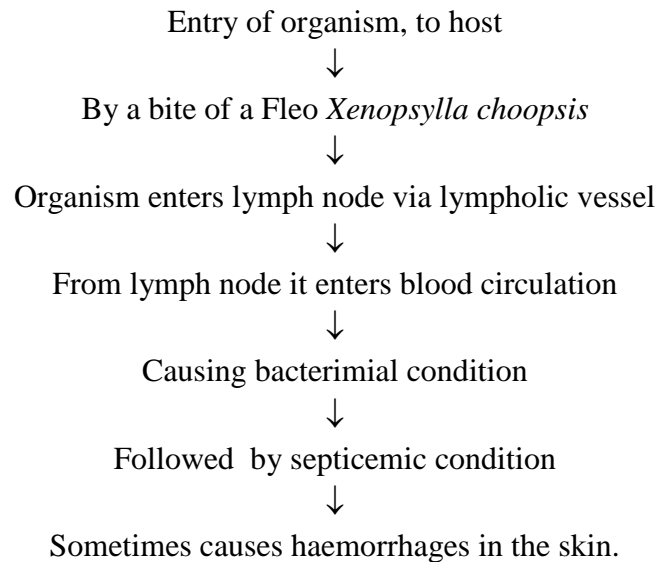 Entry of organism, to host
↓
By a bite of a Fleo Xenopsylla choopsis
↓
Organism enters lymph node via lympholic vessel
↓
From lymph node it enters blood circulation
↓
Causing bacterimial condition
↓
Followed by septicemic condition
↓
Sometimes causes haemorrhages in the skin.